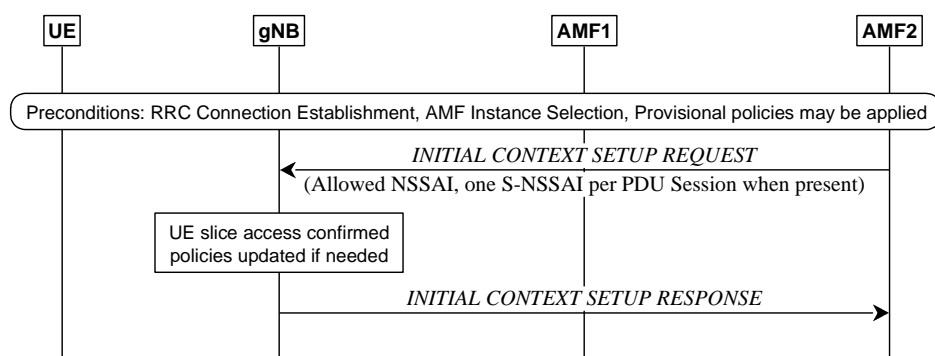 UE
gNB
AMF1
AMF2
Preconditions: RRC Connection Establishment, AMF Instance Selection, Provisional policies may be applied
INITIAL CONTEXT SETUP REQUEST
(Allowed NSSAI, one S-NSSAI per PDU Session when present)
UE slice access confirmed
policies updated if needed
INITIAL CONTEXT SETUP RESPONSE